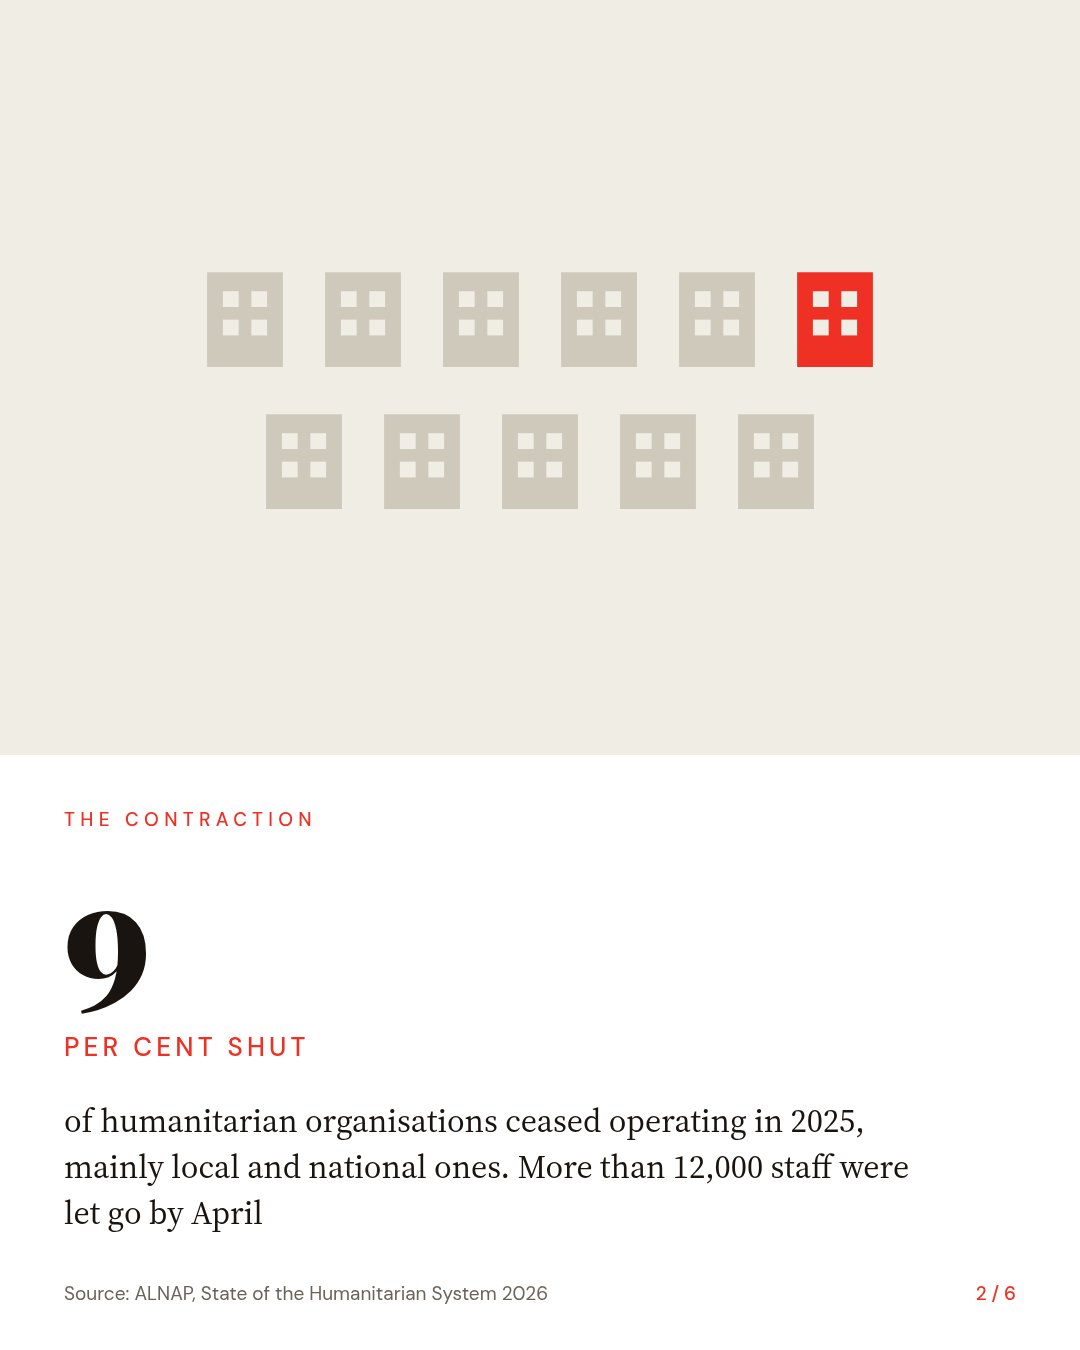 THE CONTRACTION
9
PER CENT SHUT
of humanitarian organisations ceased operating in 2025,
mainly local and national ones. More than 12,000 staff were
let go by April
Source: ALNAP, State of the Humanitarian System 2026
2 / 6